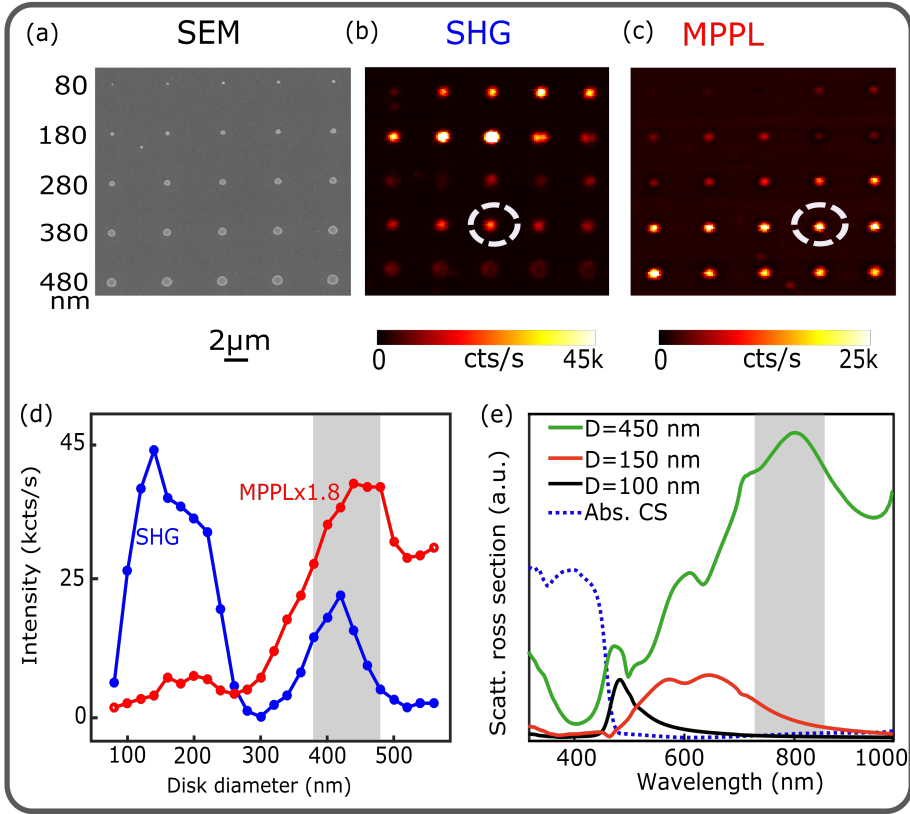 (a) SEM (b) SHG (c) MPPL
80
180
280
380
480
nm
2µm
0 cts/s 45k
0 cts/s 25k
(d)
45
25
0
Intensity (kcts/s)
MPPLx1.8
SHG
100 200 300 400 500
Disk diameter (nm)
(e)
D=450 nm
D=150 nm
D=100 nm
Abs. CS
Scatt. ross section (a.u.)
400 600 800 1000
Wavelength (nm)